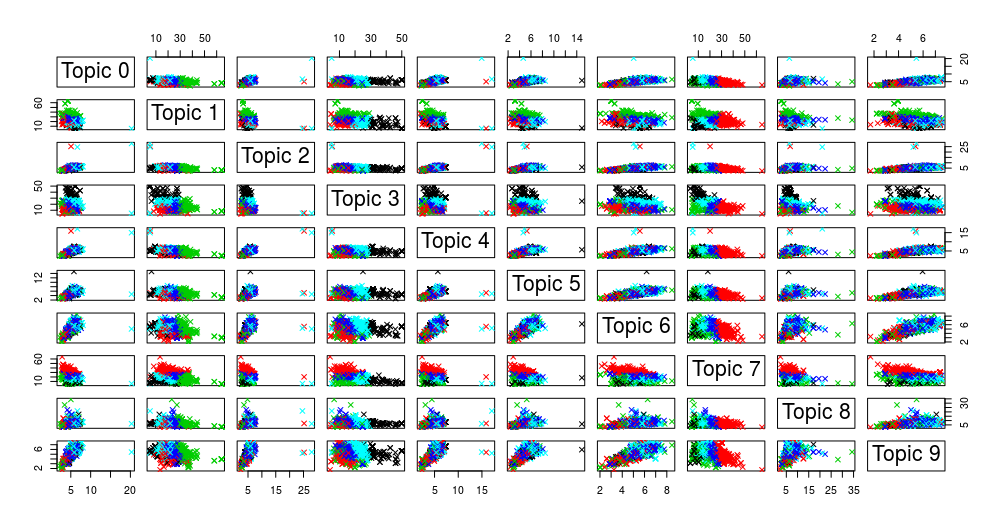 10 30 50
10 30 50
2 6 10 14
10 30 50
2 4 6
Topic 0
5 20
10 60
Topic 1
Topic 2
5 25
10 50
Topic 3
Topic 4
5 15
2 12
Topic 5
Topic 6
2 6
10 60
Topic 7
Topic 8
5 30
2 6
Topic 9
5 10 20
5 15 25
5 10 15
2 4 6 8
5 15 25 35